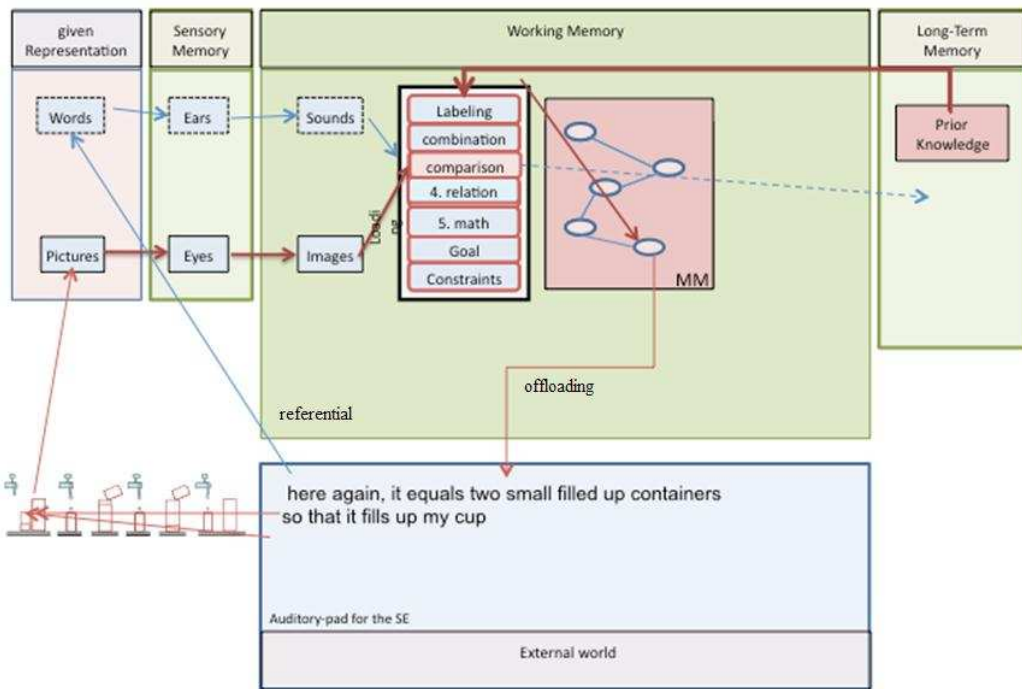 given
Representation
Sensory
Memory
Working Memory
Long-Term
Memory
Words
Ears
Sounds
Labeling
combination
comparison
4. relation
5. math
Goal
Constraints
Prior
Knowledge
Pictures
Eyes
Images
Loadi
ng
MM
offloading
referential
here again, it equals two small filled up containers
so that it fills up my cup
Auditory-pad for the SE
External world